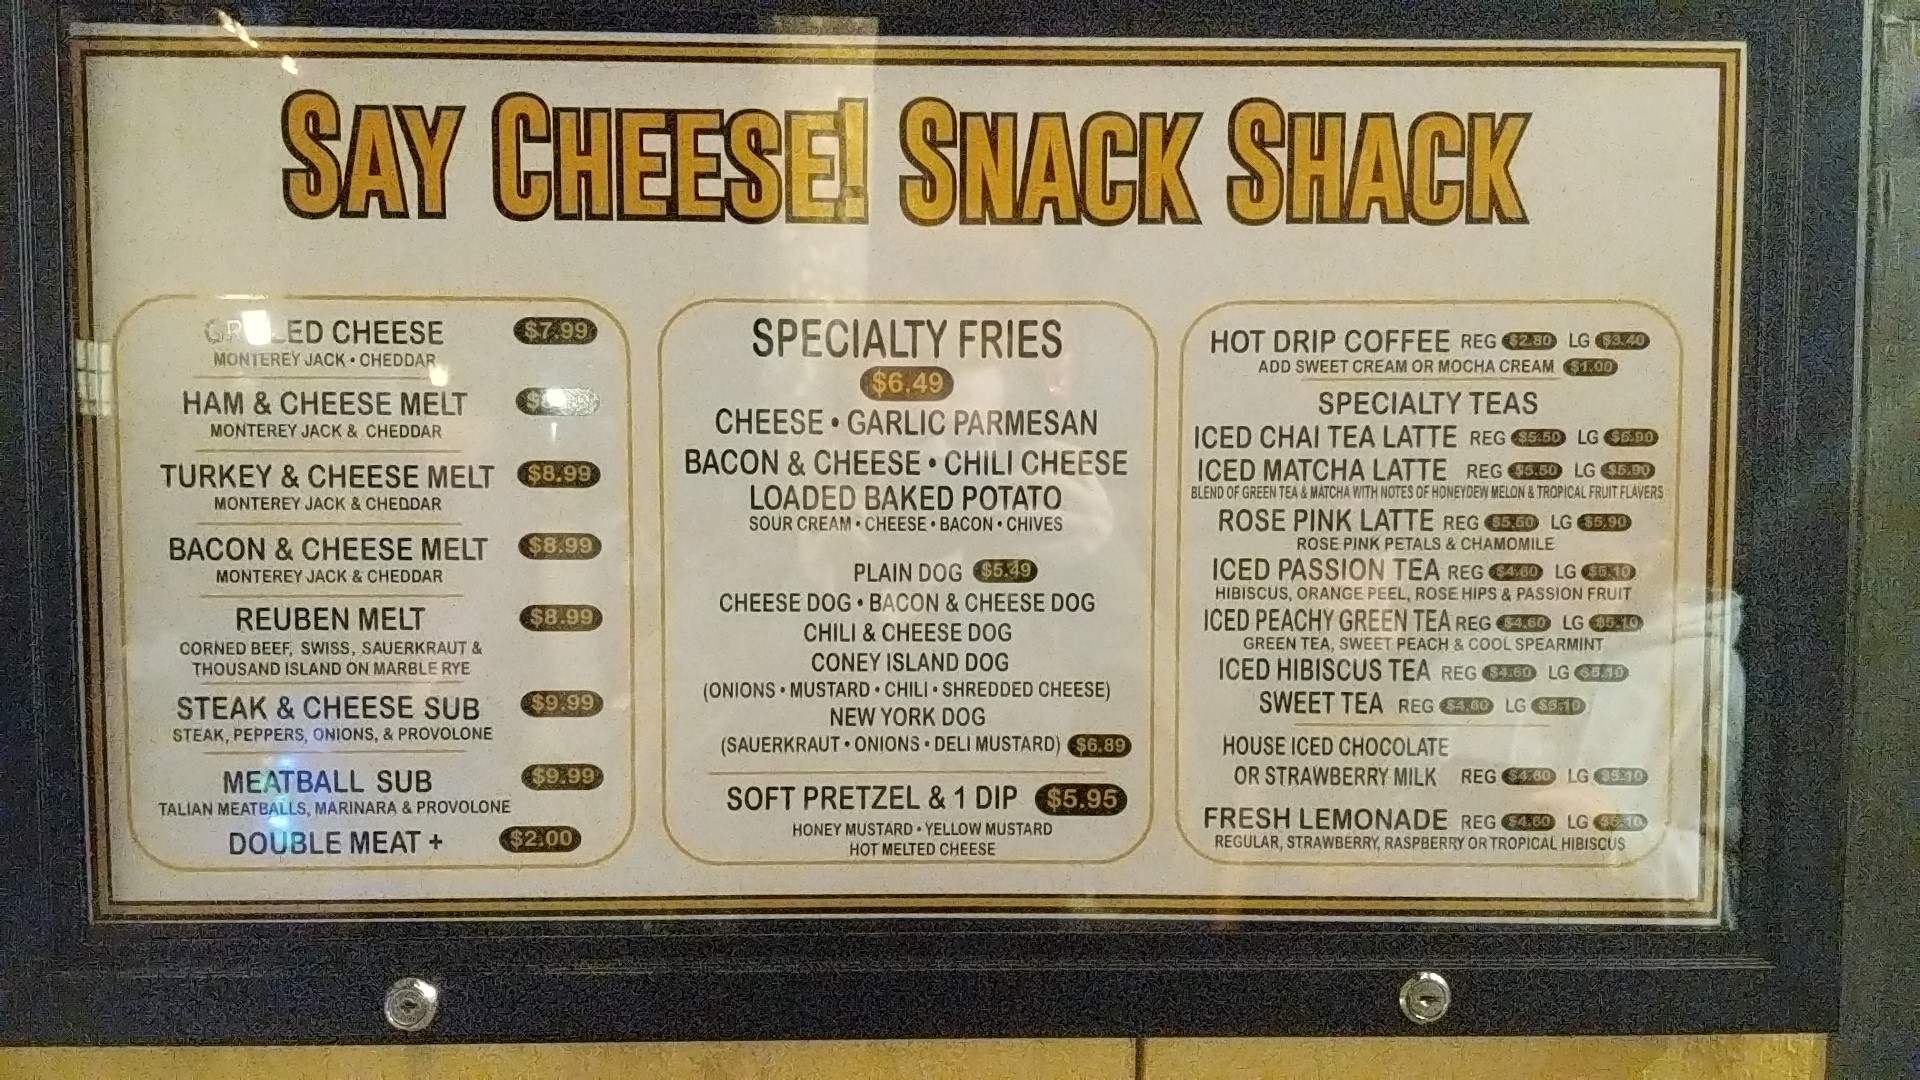 SAY CHEESE! SNACK SHACK
CHEESE $7.99
MONTEREY JACK • CHEDDAR
HAM & CHEESE MELT
MONTEREY JACK & CHEDDAR
TURKEY & CHEESE MELT $8.99
MONTEREY JACK & CHEDDAR
BACON & CHEESE MELT $8.99
MONTEREY JACK & CHEDDAR
REUBEN MELT $8.99
CORNED BEEF, SWISS, SAUERKRAUT &
THOUSAND ISLAND ON MARBLE RYE
STEAK & CHEESE SUB $9.99
STEAK, PEPPERS, ONIONS, & PROVOLONE
MEATBALL SUB $9.99
TALIAN MEATBALLS, MARINARA & PROVOLONE
DOUBLE MEAT + $2.00
SPECIALTY FRIES
$6.49
CHEESE • GARLIC PARMESAN
BACON & CHEESE • CHILI CHEESE
LOADED BAKED POTATO
SOUR CREAM • CHEESE • BACON • CHIVES
PLAIN DOG $5.49
CHEESE DOG • BACON & CHEESE DOG
CHILI & CHEESE DOG
CONEY ISLAND DOG
(ONIONS • MUSTARD • CHILI • SHREDDED CHEESE)
NEW YORK DOG
(SAUERKRAUT • ONIONS • DELI MUSTARD) $6.89
SOFT PRETZEL & 1 DIP $5.95
HONEY MUSTARD • YELLOW MUSTARD
HOT MELTED CHEESE
HOT DRIP COFFEE REG $2.80 LG $3.40
ADD SWEET CREAM OR MOCHA CREAM $1.00
SPECIALTY TEAS
ICED CHAI TEA LATTE REG $5.50 LG $5.90
ICED MATCHA LATTE REG $5.50 LG $5.90
BLEND OF GREEN TEA & MATCHA WITH NOTES OF HONEYDEW MELON & TROPICAL FRUIT FLAVERS
ROSE PINK LATTE REG $5.50 LG $5.90
ROSE PINK PETALS & CHAMOMILE
ICED PASSION TEA REG $4.60 LG $5.10
HIBISCUS, ORANGE PEEL, ROSE HIPS & PASSION FRUIT
ICED PEACHY GREEN TEA REG $4.60 LG $5.10
GREEN TEA, SWEET PEACH & COOL SPEARMINT
ICED HIBISCUS TEA REG $4.60 LG $5.10
SWEET TEA REG $4.60 LG $5.10
HOUSE ICED CHOCOLATE
OR STRAWBERRY MILK REG $4.60 LG $5.10
FRESH LEMONADE REG $4.60 LG $5.10
REGULAR, STRAWBERRY, RASPBERRY OR TROPICAL HIBISCUS